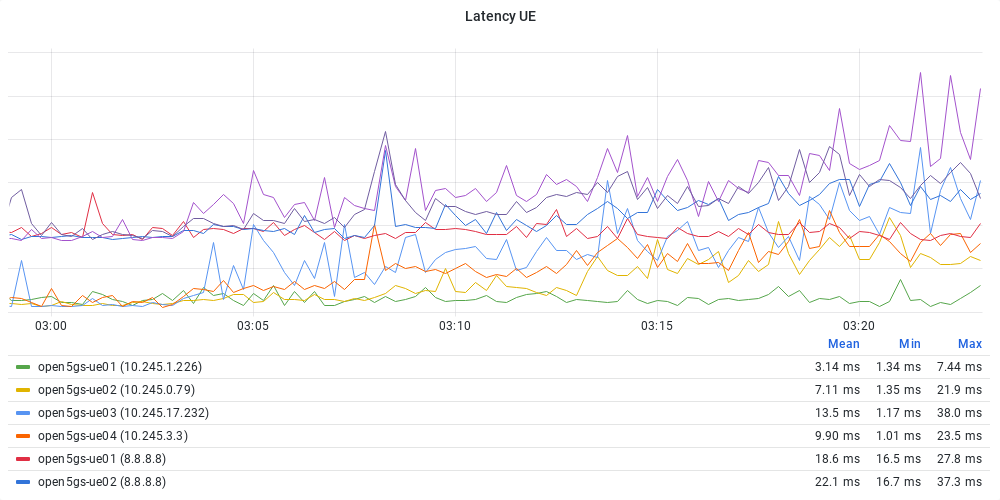 Latency UE
03:00 03:05 03:10 03:15 03:20
Mean Min Max
open5gs-ue01 (10.245.1.226) 3.14 ms 1.34 ms 7.44 ms
open5gs-ue02 (10.245.0.79) 7.11 ms 1.35 ms 21.9 ms
open5gs-ue03 (10.245.17.232) 13.5 ms 1.17 ms 38.0 ms
open5gs-ue04 (10.245.3.3) 9.90 ms 1.01 ms 23.5 ms
open5gs-ue01 (8.8.8.8) 18.6 ms 16.5 ms 27.8 ms
open5gs-ue02 (8.8.8.8) 22.1 ms 16.7 ms 37.3 ms